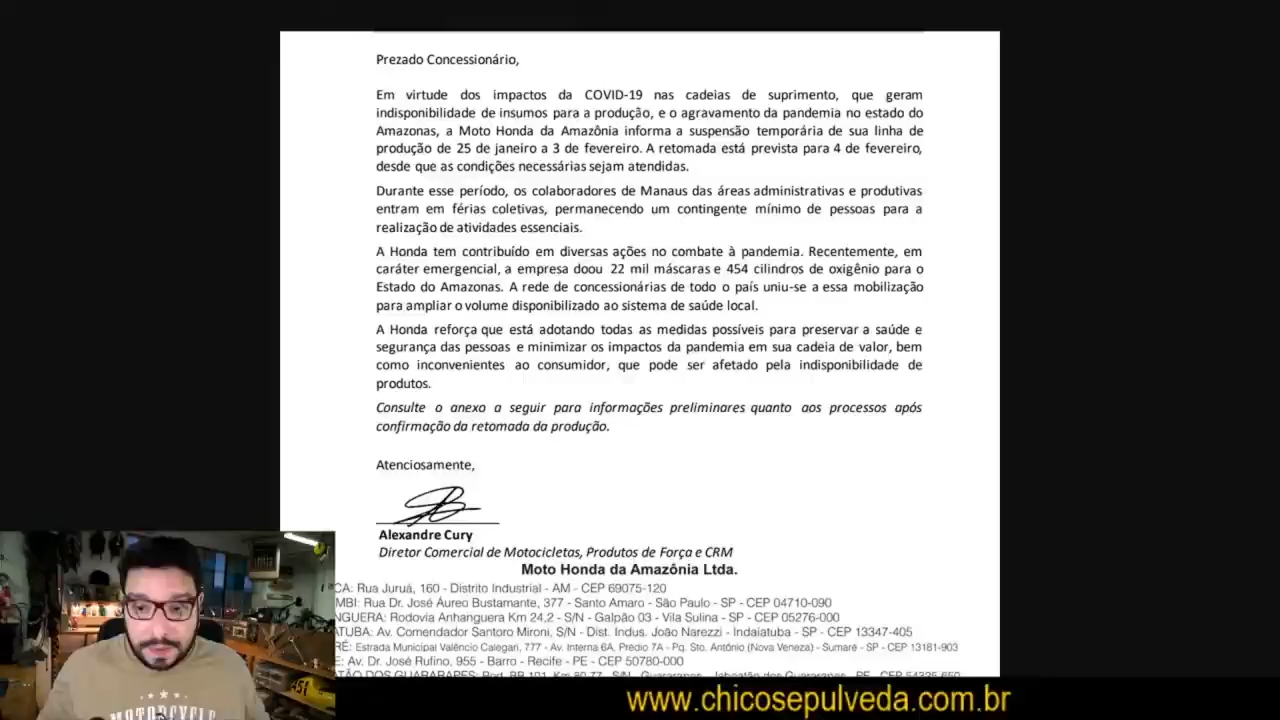 Prezado Concessionário,
Em virtude dos impactos da COVID-19 nas cadeias de suprimento, que geram
indisponibilidade de insumos para a produção, e o agravamento da pandemia no estado do
Amazonas, a Moto Honda da Amazônia informa a suspensão temporária de sua linha de
produção de 25 de janeiro a 3 de fevereiro. A retomada está prevista para 4 de fevereiro,
desde que as condições necessárias sejam atendidas.
Durante esse período, os colaboradores de Manaus das áreas administrativas e produtivas
entram em férias coletivas, permanecendo um contingente mínimo de pessoas para a
realização de atividades essenciais.
A Honda tem contribuído em diversas ações no combate à pandemia. Recentemente, em
caráter emergencial, a empresa doou 22 mil máscaras e 454 cilindros de oxigênio para o
Estado do Amazonas. A rede de concessionárias de todo o país uniu-se a essa mobilização
para ampliar o volume disponibilizado ao sistema de saúde local.
A Honda reforça que está adotando todas as medidas possíveis para preservar a saúde e
segurança das pessoas e minimizar os impactos da pandemia em sua cadeia de valor, bem
como inconvenientes ao consumidor, que pode ser afetado pela indisponibilidade de
produtos.
Consulte o anexo a seguir para informações preliminares quanto aos processos após
confirmação da retomada da produção.
Atenciosamente,
Alexandre Cury
Diretor Comercial de Motocicletas, Produtos de Força e CRM
Moto Honda da Amazônia Ltda.
CA: Rua Juruá, 160 - Distrito Industrial - AM - CEP 69075-120
MBI: Rua Dr. José Áureo Bustamante, 377 - Santo Amaro - São Paulo - SP - CEP 04710-090
NGUERA: Rodovia Anhanguera Km 24,2 - S/N - Galpão 03 - Vila Sulina - SP - CEP 05276-000
ATUBA: Av. Comendador Santoro Mironi, S/N - Dist. Indus. João Narezzi - Indaiatuba - SP - CEP 13347-405
RÉ: Estrada Municipal Valêncio Calegari, 777 - Av. Interna 6A, Prédio 7A - Pq. Sto. Antônio (Nova Veneza) - Sumaré - SP - CEP 13181-903
E: Av. Dr. José Rufino, 955 - Barro - Recife - PE - CEP 50780-000
MOTORCYCLE
451
www.chicosepulveda.com.br